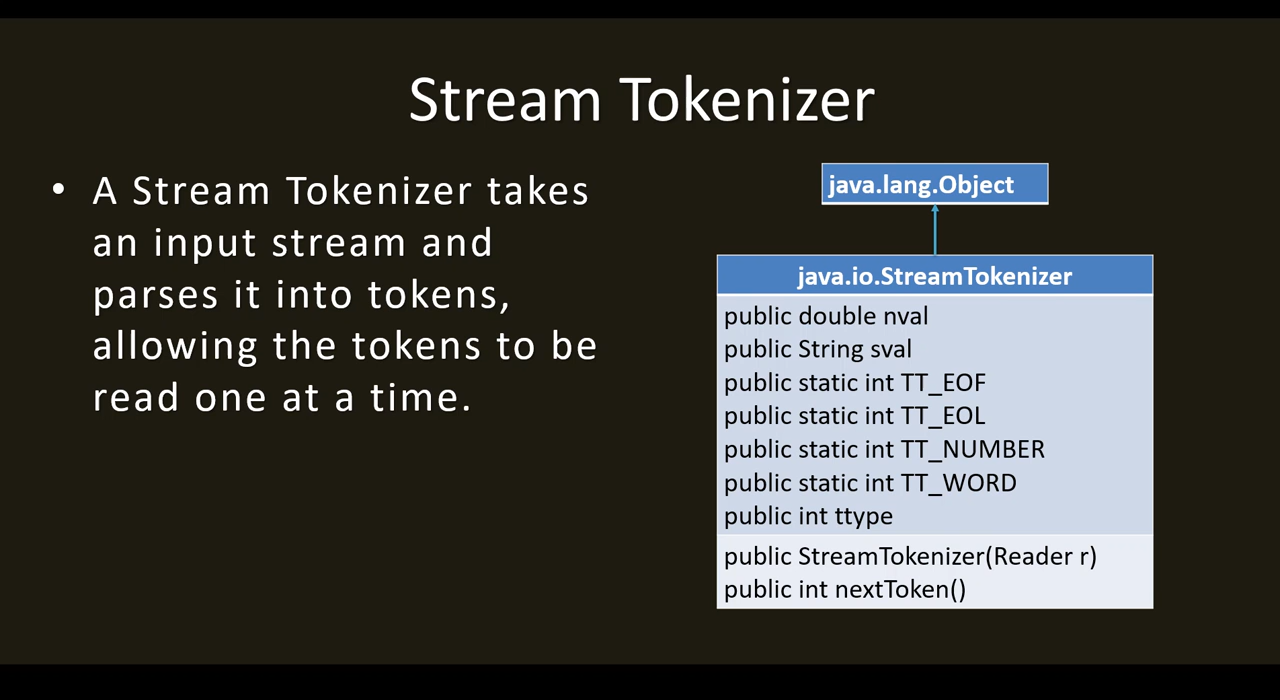 Stream Tokenizer
• A Stream Tokenizer takes
an input stream and
parses it into tokens,
allowing the tokens to be
read one at a time.
java.lang.Object
java.io.StreamTokenizer
public double nval
public String sval
public static int TT_EOF
public static int TT_EOL
public static int TT_NUMBER
public static int TT_WORD
public int ttype
public StreamTokenizer(Reader r)
public int nextToken()